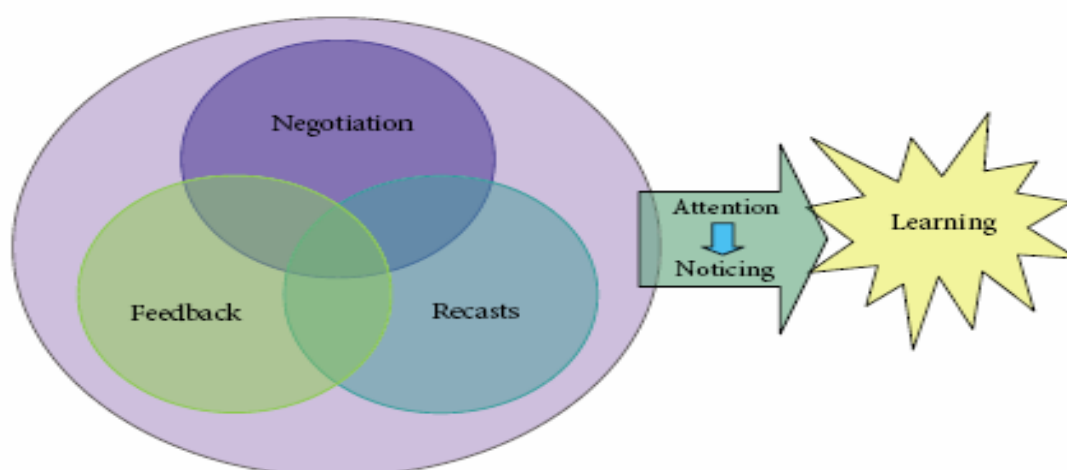 Negotiation
Feedback
Recasts
Attention
Noticing
Learning